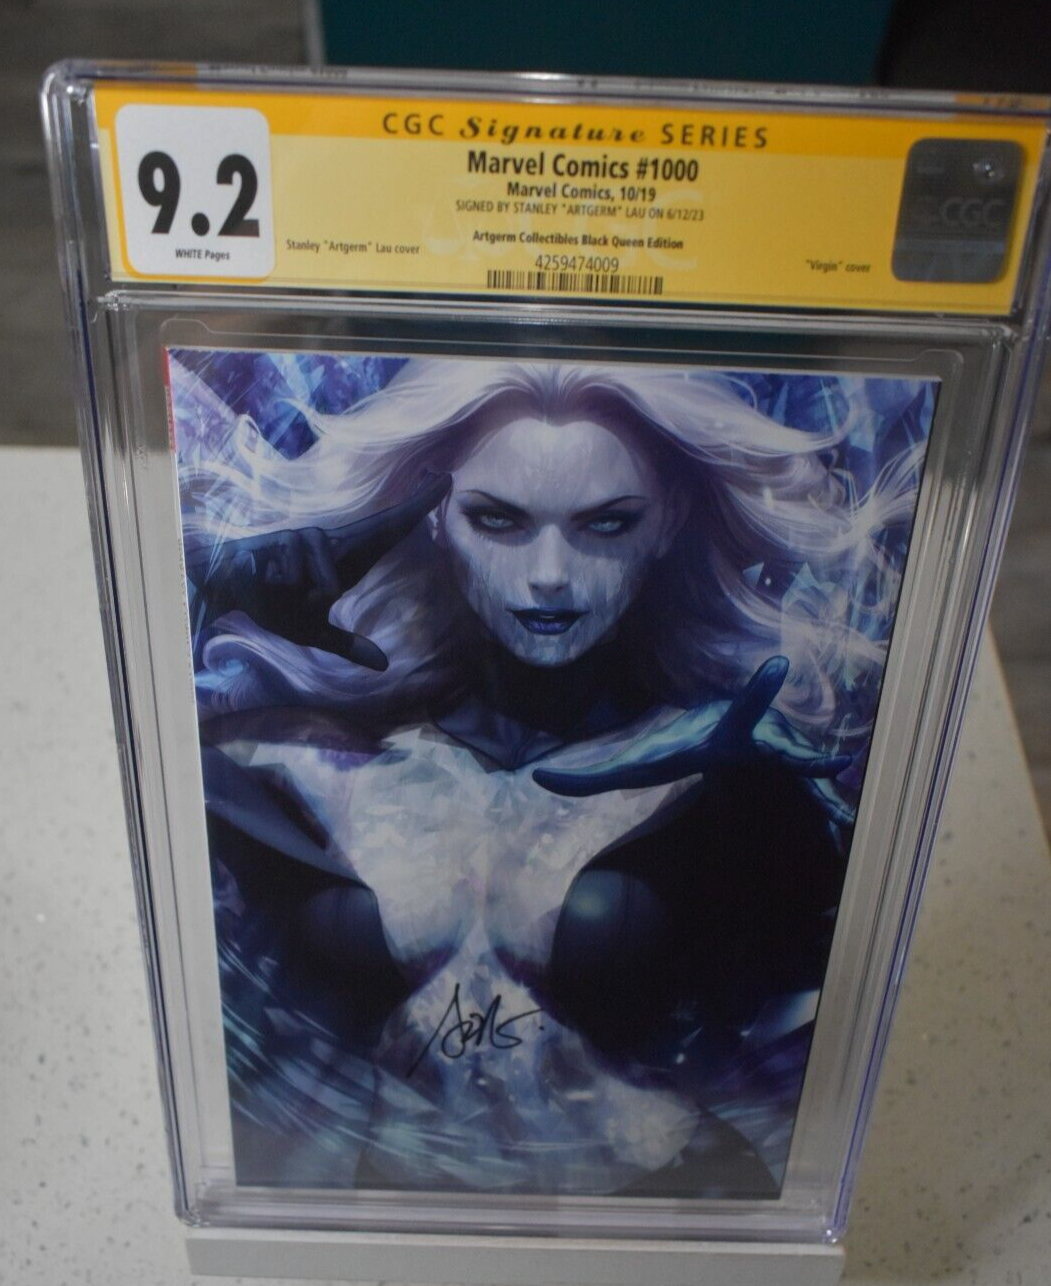 CGC Signature SERIES
9.2
WHITE Pages
Marvel Comics #1000
Marvel Comics, 10/19
SIGNED BY STANLEY "ARTGERM" LAU ON 6/12/23
Stanley "Artgerm" Lau cover
Artgerm Collectibles Black Queen Edition
4259474009
"Virgin" cover
CGC